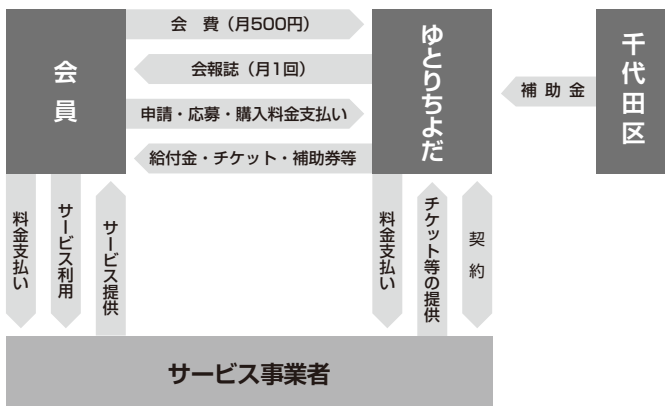 会員
会 費（月500円）
会報誌（月1回）
申請・応募・購入料金支払い
給付金・チケット・補助券等
ゆとりちよだ
補 助 金
千代田区
料金支払い
サービス利用
サービス提供
料金支払い
チケット等の提供
契 約
サービス事業者